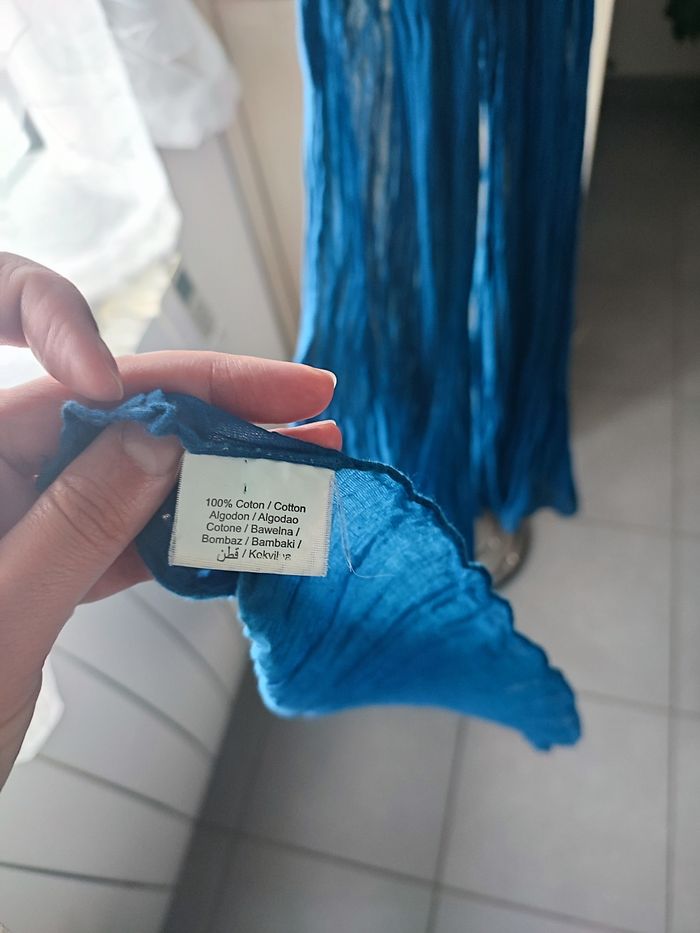 100% Coton / Cotton
Algodon / Algodao
Cotone / Bawelna /
Bombaz / Bambaki /
قطن /